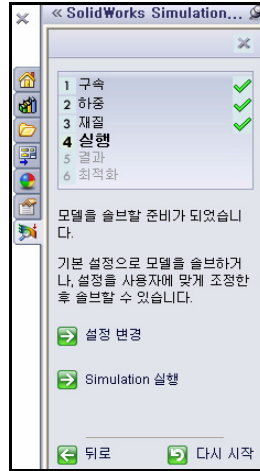 « SolidWorks Simulation...
1 구속
2 하중
3 재질
4 실행
5 결과
6 최적화
모델을 솔브할 준비가 되었습니
다.
기본 설정으로 모델을 솔브하거
나, 설정을 사용자에 맞게 조정한
후 솔브할 수 있습니다.
설정 변경
Simulation 실행
뒤로 다시 시작